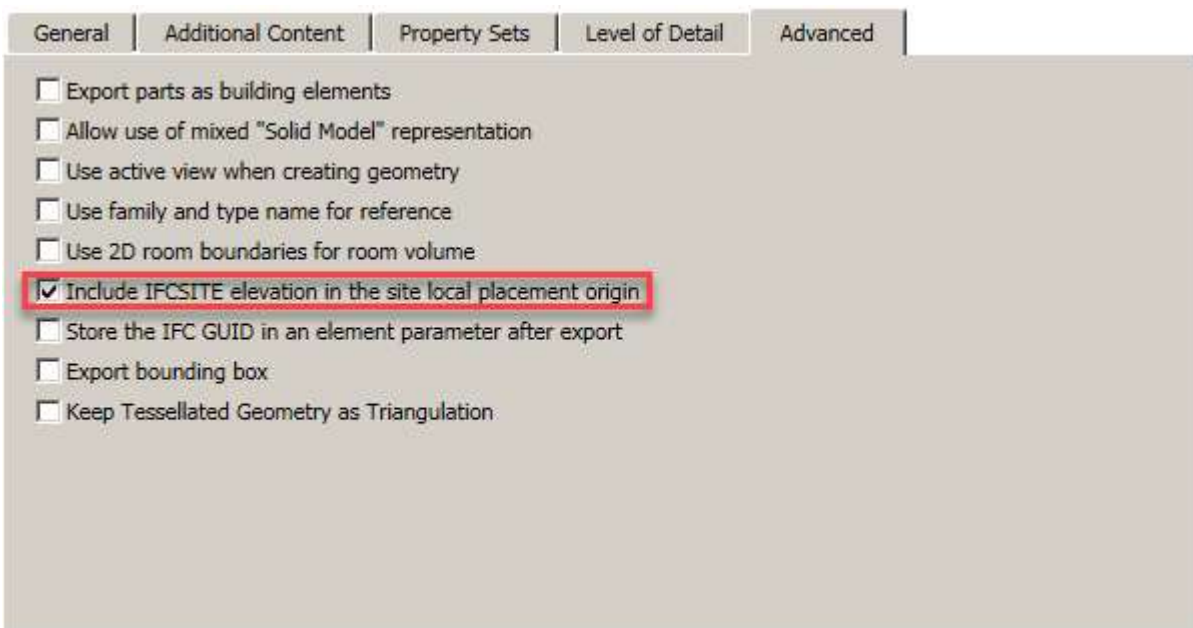 General Additional Content Property Sets Level of Detail Advanced
Export parts as building elements
Allow use of mixed "Solid Model" representation
Use active view when creating geometry
Use family and type name for reference
Use 2D room boundaries for room volume
Include IFCSITE elevation in the site local placement origin
Store the IFC GUID in an element parameter after export
Export bounding box
Keep Tessellated Geometry as Triangulation